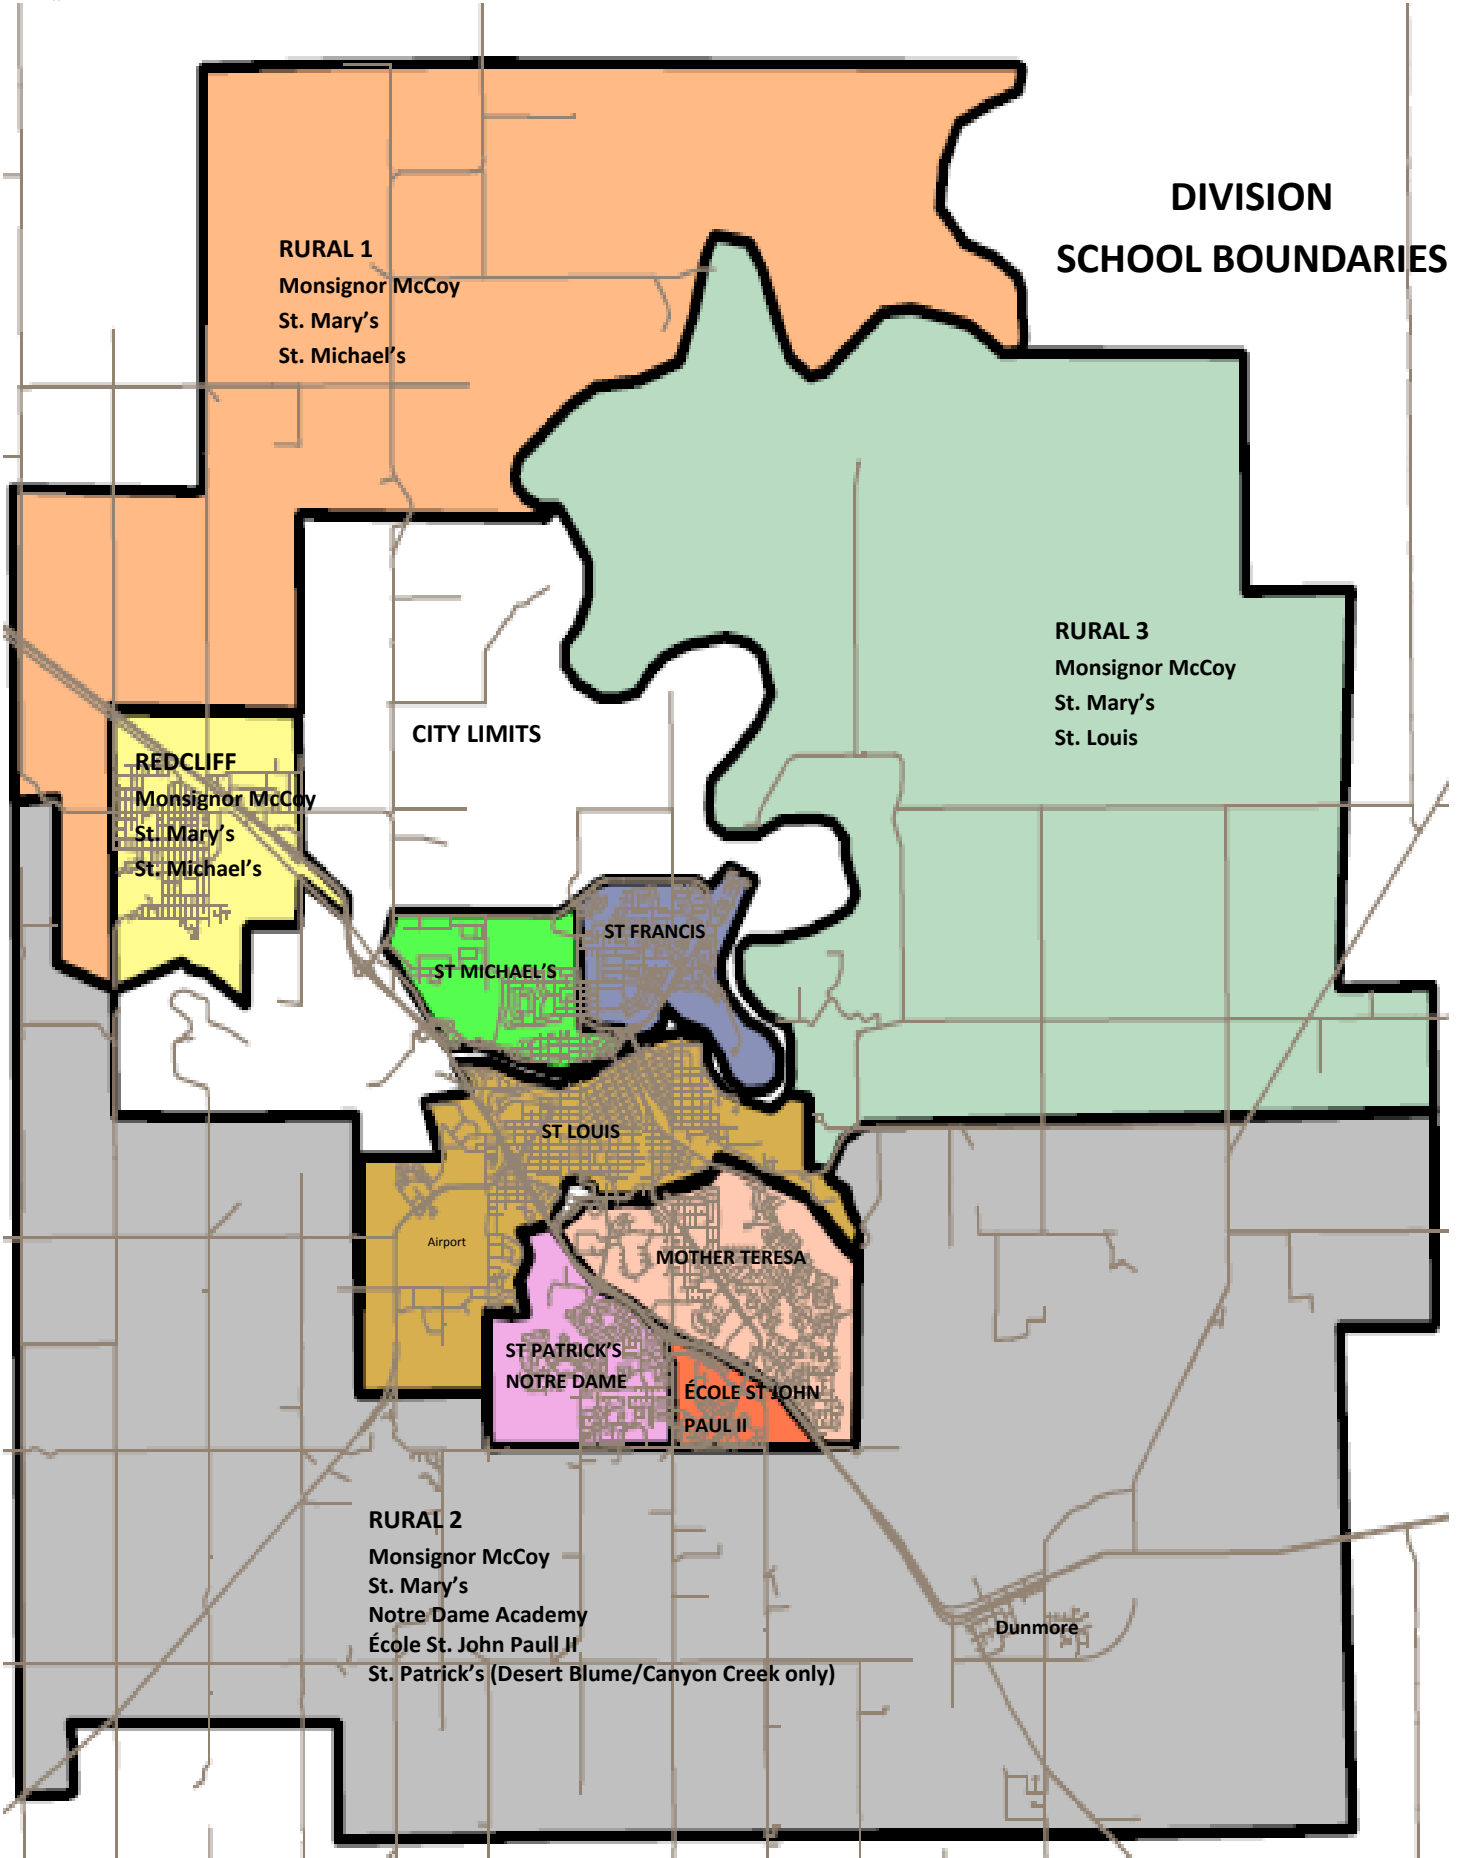 DIVISION
SCHOOL BOUNDARIES
RURAL 1
Monsignor McCoy
St. Mary's
St. Michael's
RURAL 3
Monsignor McCoy
St. Mary's
St. Louis
CITY LIMITS
REDCLIFF
Monsignor McCoy
St. Mary's
St. Michael's
ST FRANCIS
ST MICHAEL'S
ST LOUIS
Airport
MOTHER TERESA
ST PATRICK'S
NOTRE DAME
ÉCOLE ST JOHN
PAUL II
RURAL 2
Monsignor McCoy
St. Mary's
Notre Dame Academy
École St. John Paull II
St. Patrick's (Desert Blume/Canyon Creek only)
Dunmore